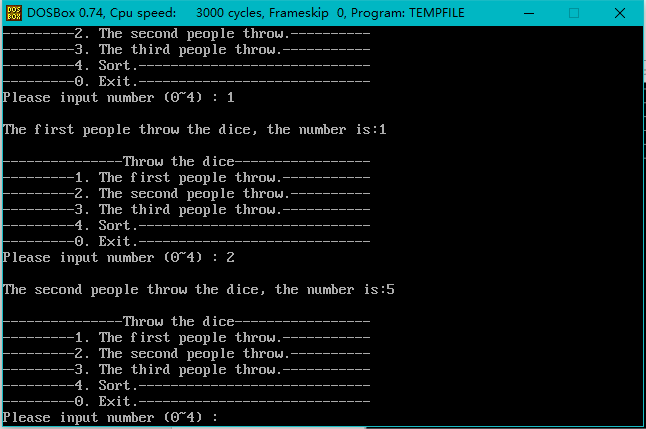 DOSBox 0.74, Cpu speed:    3000 cycles, Frameskip  0, Program: TEMPFILE
---------2. The second people throw.----------
---------3. The third people throw.-----------
---------4. Sort.-----------------------------
---------0. Exit.-----------------------------
Please input number (0~4) : 1
The first people throw the dice, the number is:1
---------------Throw the dice-----------------
---------1. The first people throw.-----------
---------2. The second people throw.----------
---------3. The third people throw.-----------
---------4. Sort.-----------------------------
---------0. Exit.-----------------------------
Please input number (0~4) : 2
The second people throw the dice, the number is:5
---------------Throw the dice-----------------
---------1. The first people throw.-----------
---------2. The second people throw.----------
---------3. The third people throw.-----------
---------4. Sort.-----------------------------
---------0. Exit.-----------------------------
Please input number (0~4) :